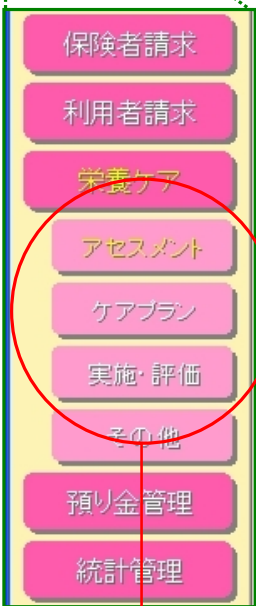 保険者請求
利用者請求
栄養ケア
アセスメント
ケアプラン
実施・評価
その他
預り金管理
統計管理